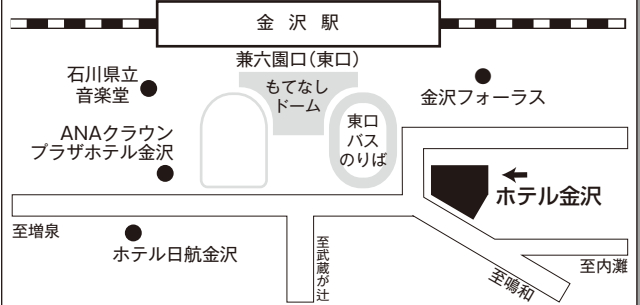 金沢駅
兼六園口(東口)
石川県立
音楽堂
もてなし
ドーム
金沢フォーラス
東口
バス
のりば
ANAクラウン
プラザホテル金沢
ホテル金沢
至増泉
ホテル日航金沢
至武蔵が辻
至鳴和
至内灘